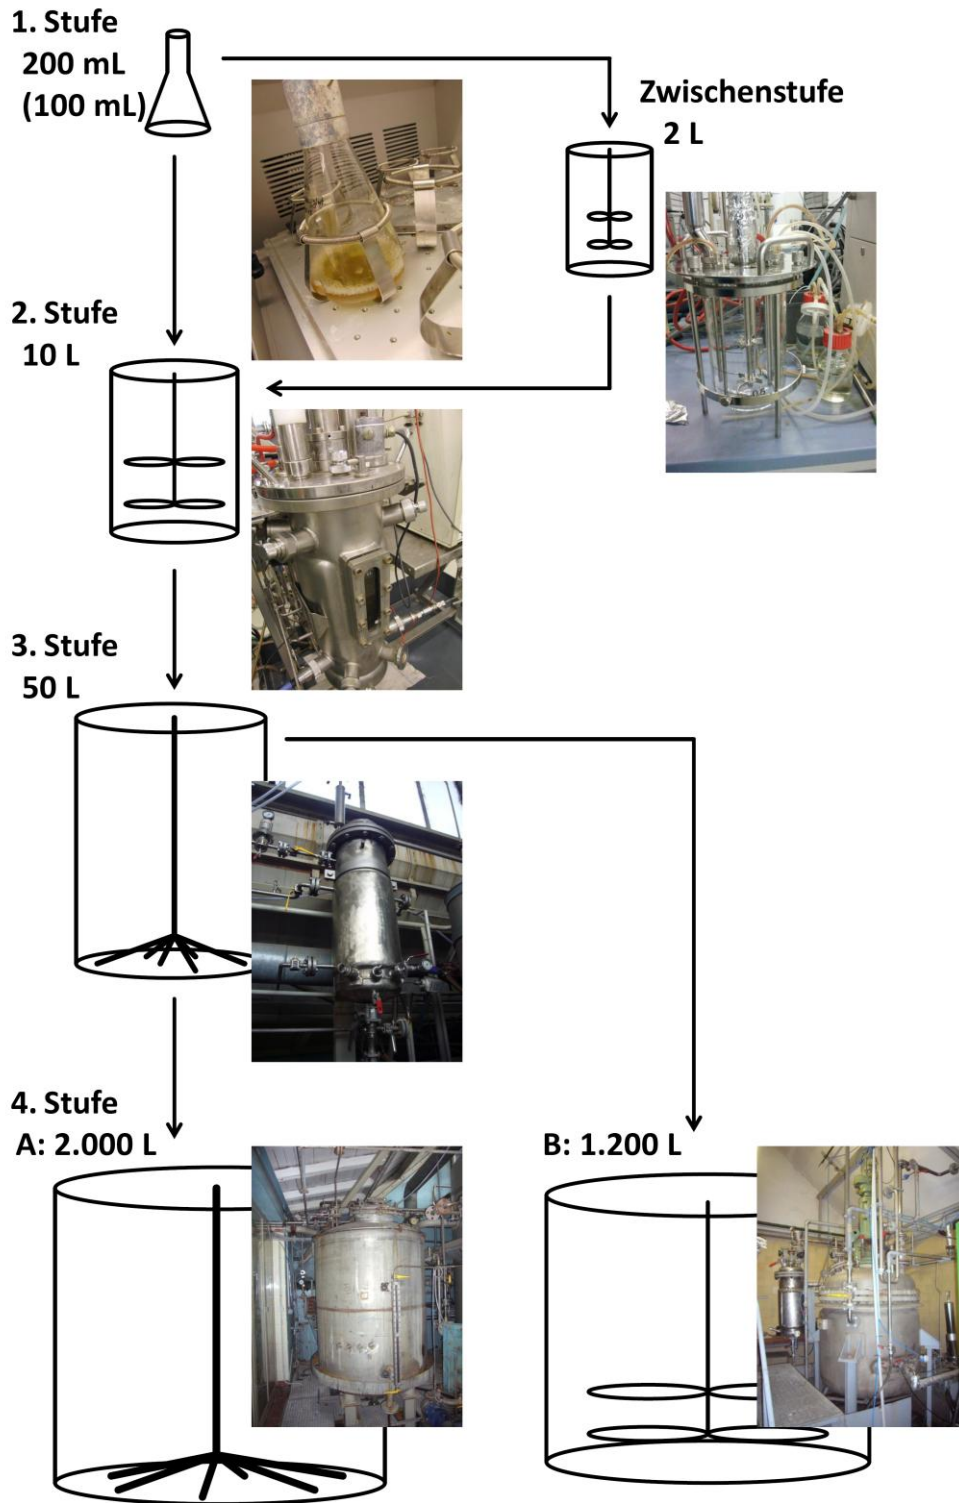 1. Stufe
200 mL
(100 mL)
Zwischenstufe
2 L
2. Stufe
10 L
3. Stufe
50 L
4. Stufe
A: 2.000 L
B: 1.200 L